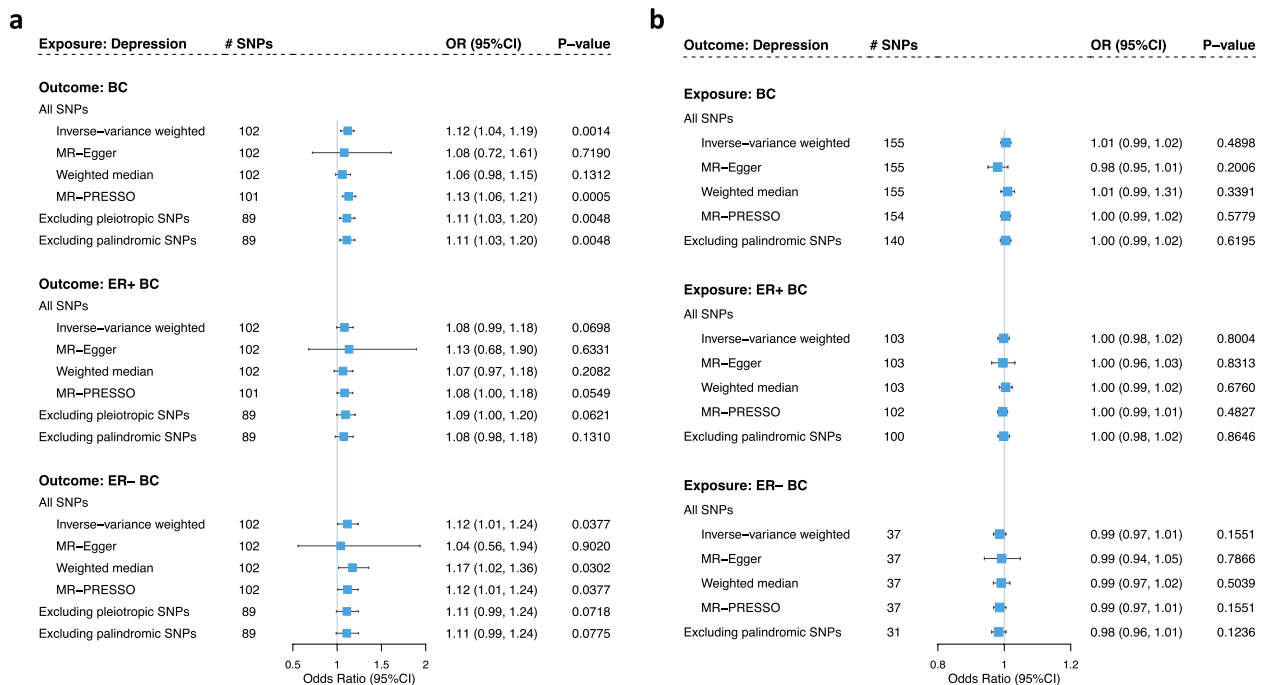 a
Exposure: Depression # SNPs OR (95%CI) P−value
Outcome: BC
All SNPs
Inverse−variance weighted 102 1.12 (1.04, 1.19) 0.0014
MR−Egger 102 1.08 (0.72, 1.61) 0.7190
Weighted median 102 1.06 (0.98, 1.15) 0.1312
MR−PRESSO 101 1.13 (1.06, 1.21) 0.0005
Excluding pleiotropic SNPs 89 1.11 (1.03, 1.20) 0.0048
Excluding palindromic SNPs 89 1.11 (1.03, 1.20) 0.0048
Outcome: ER+ BC
All SNPs
Inverse−variance weighted 102 1.08 (0.99, 1.18) 0.0698
MR−Egger 102 1.13 (0.68, 1.90) 0.6331
Weighted median 102 1.07 (0.97, 1.18) 0.2082
MR−PRESSO 101 1.08 (1.00, 1.18) 0.0549
Excluding pleiotropic SNPs 89 1.09 (1.00, 1.20) 0.0621
Excluding palindromic SNPs 89 1.08 (0.98, 1.18) 0.1310
Outcome: ER− BC
All SNPs
Inverse−variance weighted 102 1.12 (1.01, 1.24) 0.0377
MR−Egger 102 1.04 (0.56, 1.94) 0.9020
Weighted median 102 1.17 (1.02, 1.36) 0.0302
MR−PRESSO 102 1.12 (1.01, 1.24) 0.0377
Excluding pleiotropic SNPs 89 1.11 (0.99, 1.24) 0.0718
Excluding palindromic SNPs 89 1.11 (0.99, 1.24) 0.0775
0.5 1 1.5 2
Odds Ratio (95%CI)
b
Outcome: Depression # SNPs OR (95%CI) P−value
Exposure: BC
All SNPs
Inverse−variance weighted 155 1.01 (0.99, 1.02) 0.4898
MR−Egger 155 0.98 (0.95, 1.01) 0.2006
Weighted median 155 1.01 (0.99, 1.31) 0.3391
MR−PRESSO 154 1.00 (0.99, 1.02) 0.5779
Excluding palindromic SNPs 140 1.00 (0.99, 1.02) 0.6195
Exposure: ER+ BC
All SNPs
Inverse−variance weighted 103 1.00 (0.98, 1.02) 0.8004
MR−Egger 103 1.00 (0.96, 1.03) 0.8313
Weighted median 103 1.00 (0.99, 1.02) 0.6760
MR−PRESSO 102 1.00 (0.99, 1.01) 0.4827
Excluding palindromic SNPs 100 1.00 (0.98, 1.02) 0.8646
Exposure: ER− BC
All SNPs
Inverse−variance weighted 37 0.99 (0.97, 1.01) 0.1551
MR−Egger 37 0.99 (0.94, 1.05) 0.7866
Weighted median 37 0.99 (0.97, 1.02) 0.5039
MR−PRESSO 37 0.99 (0.97, 1.01) 0.1551
Excluding palindromic SNPs 31 0.98 (0.96, 1.01) 0.1236
0.8 1 1.2
Odds Ratio (95%CI)